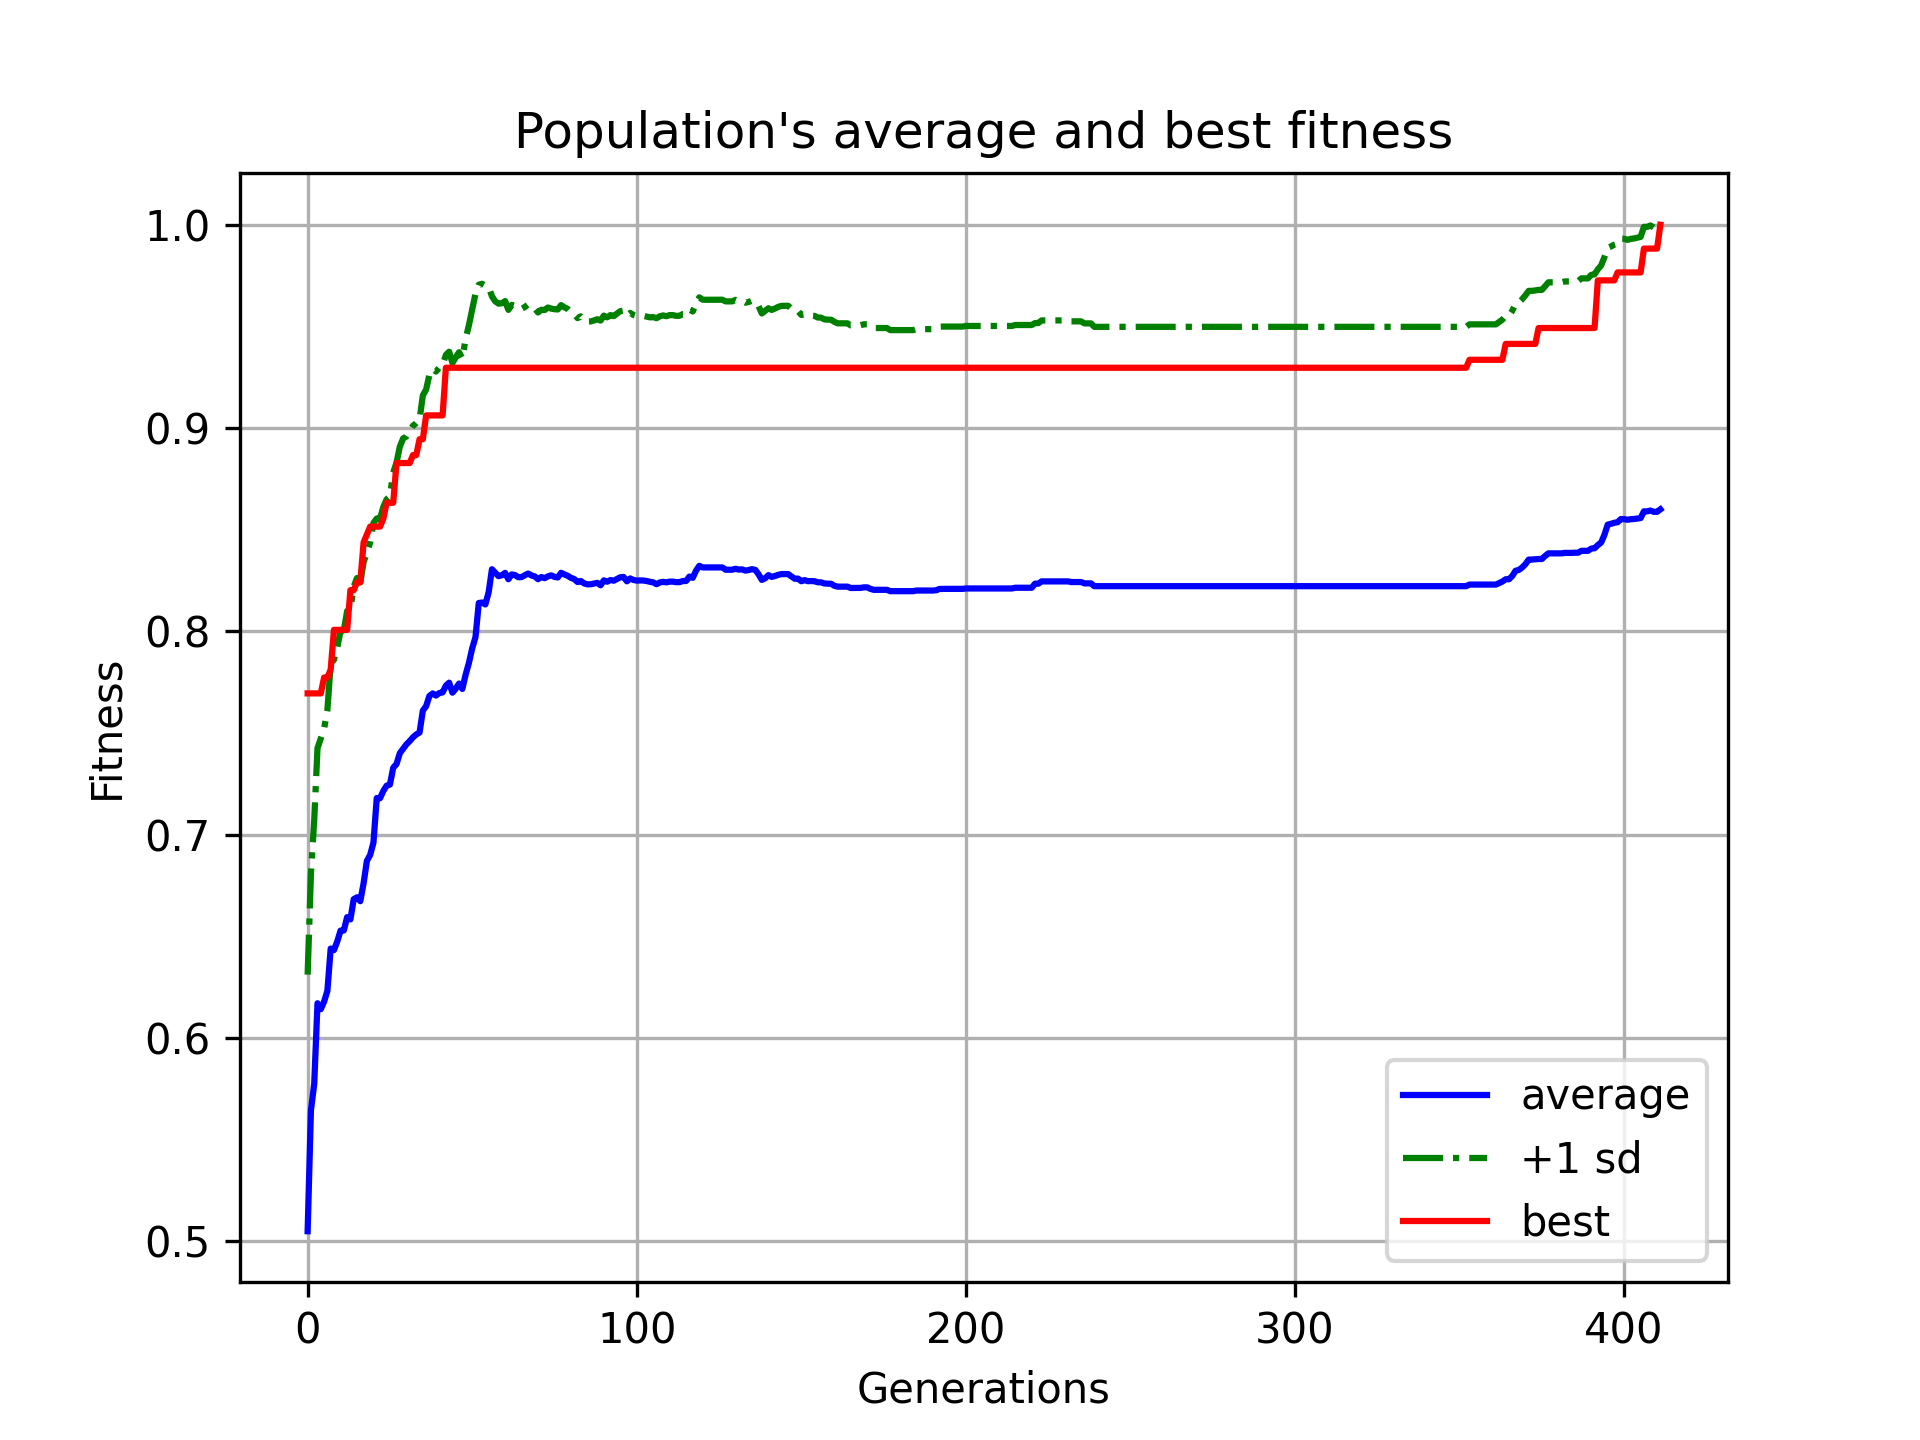 Population's average and best fitness
1.0
0.9
0.8
0.7
0.6
0.5
Fitness
0 100 200 300 400
Generations
average
+1 sd
best